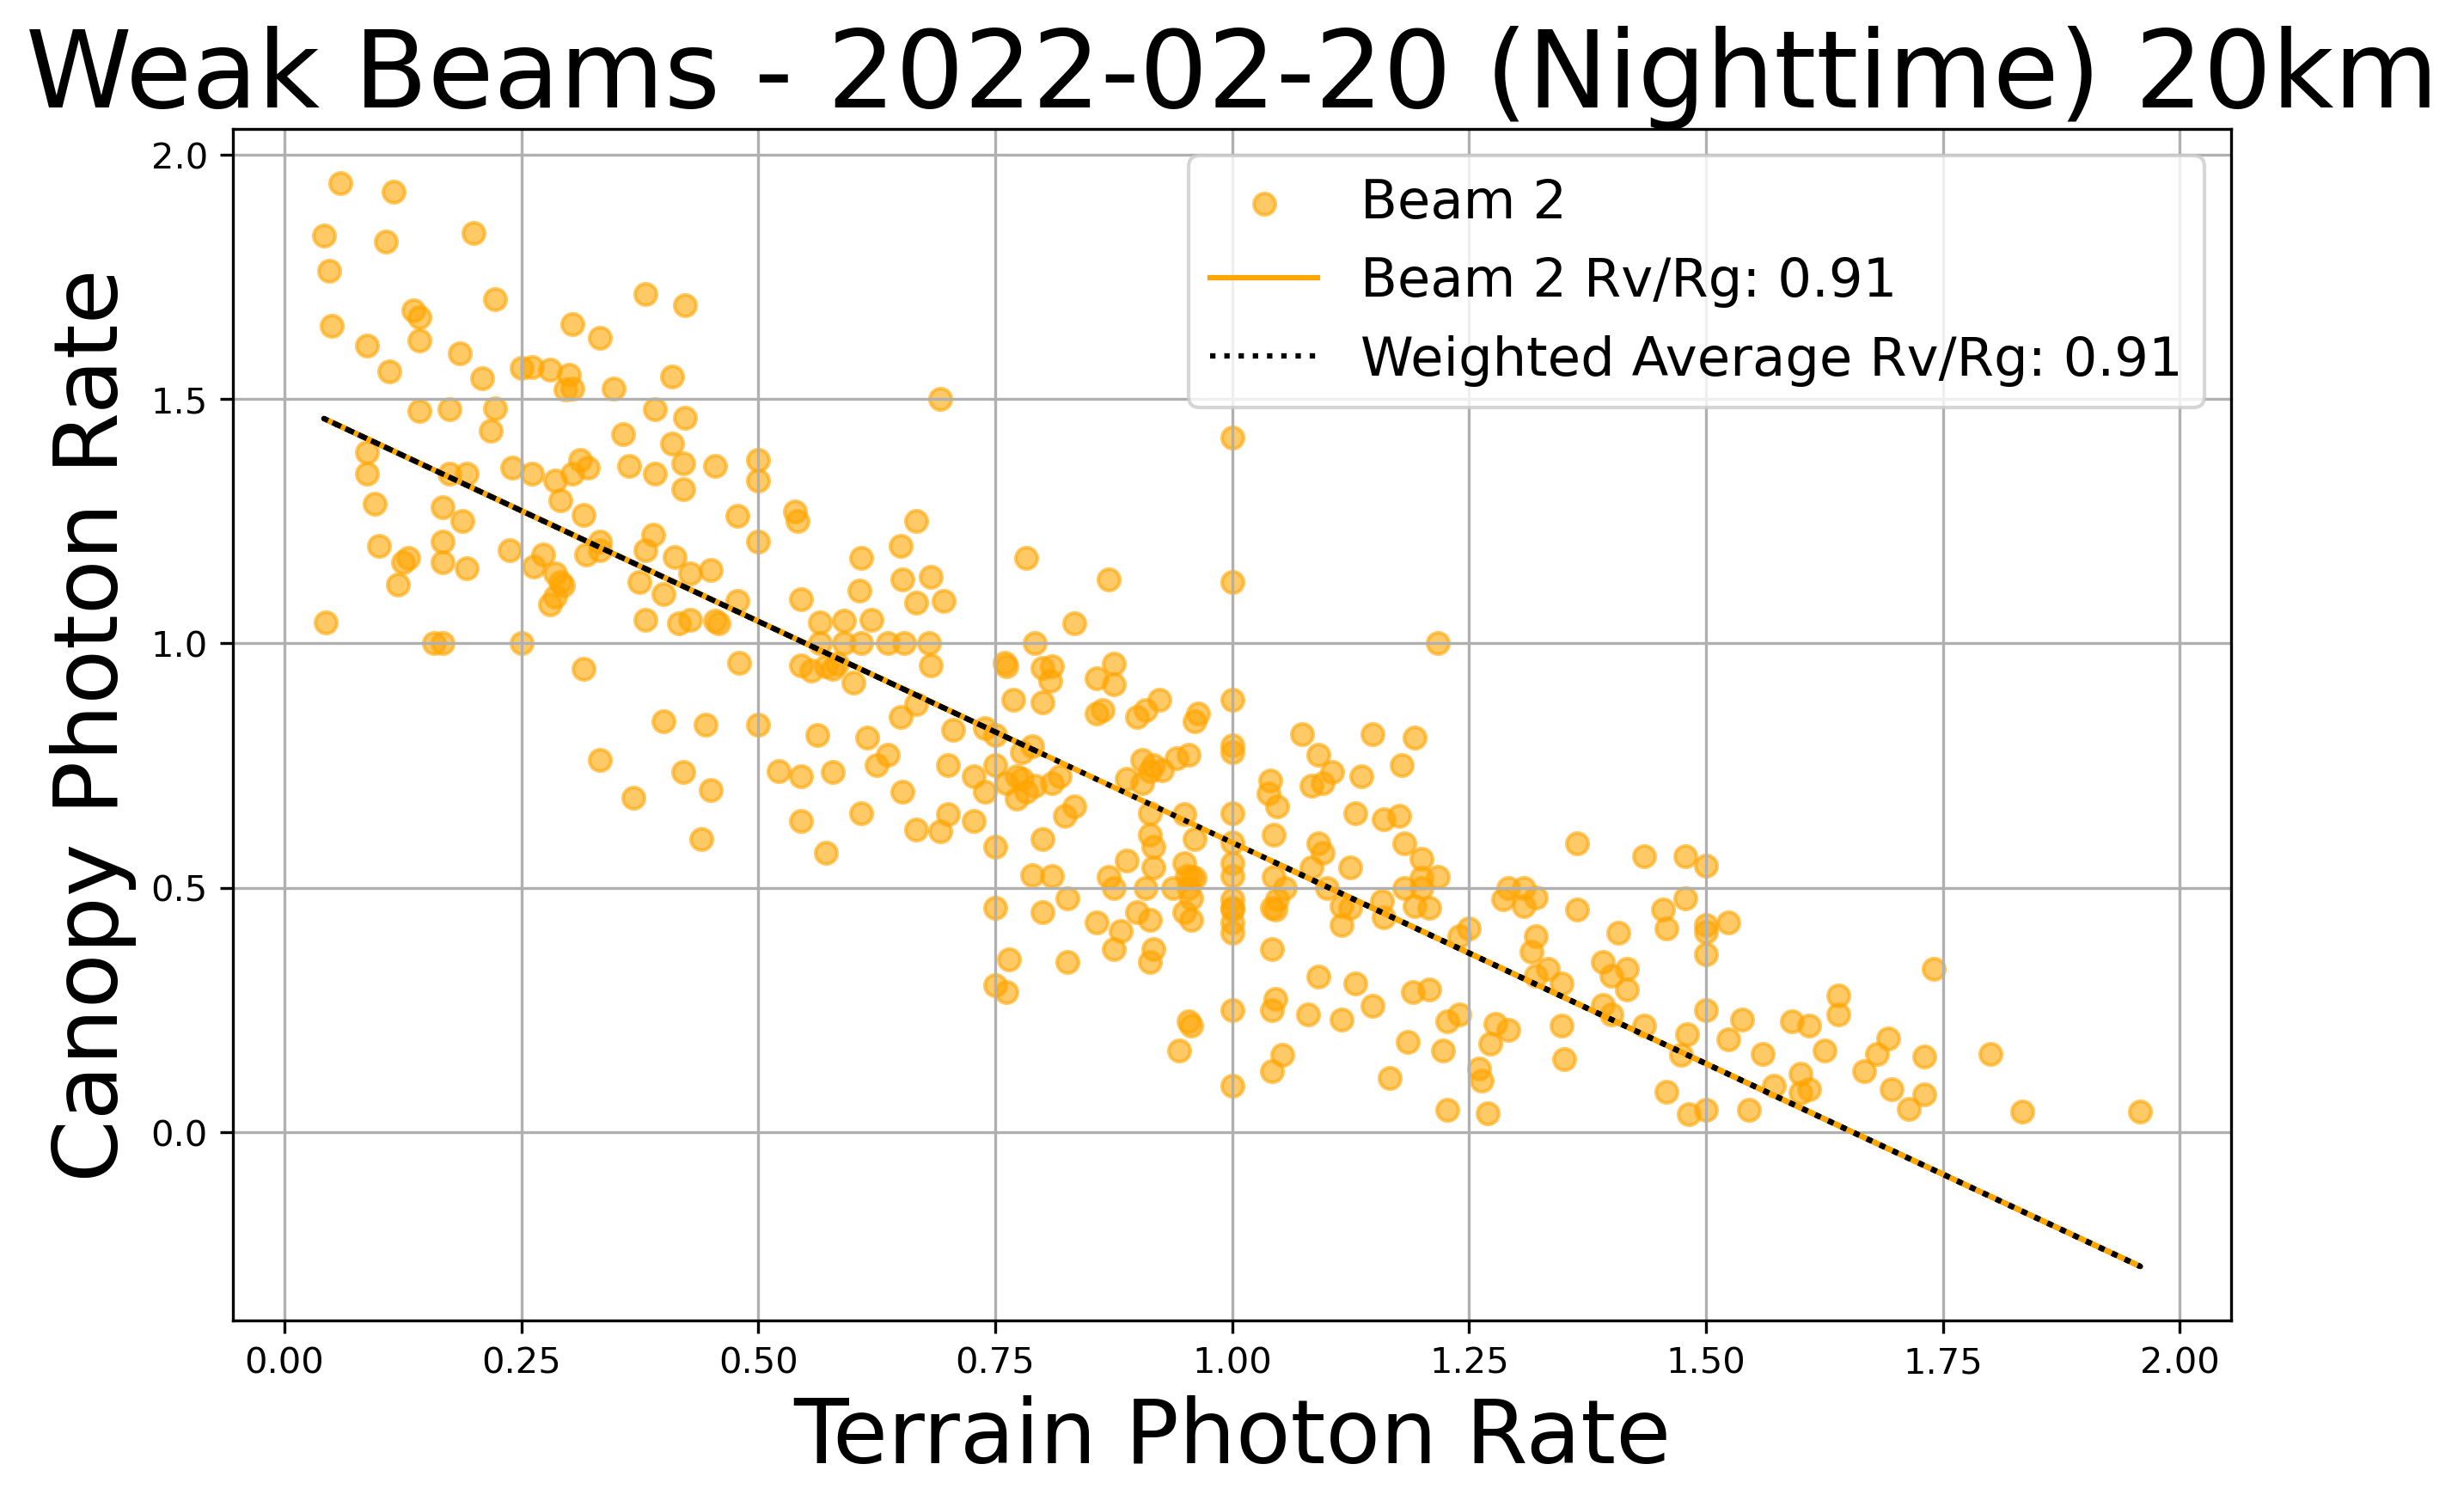 Weak Beams - 2022-02-20 (Nighttime) 20km
Beam 2
Beam 2 Rv/Rg: 0.91
Weighted Average Rv/Rg: 0.91
Canopy Photon Rate
2.0
1.5
1.0
0.5
0.0
0.00 0.25 0.50 0.75 1.00 1.25 1.50 1.75 2.00
Terrain Photon Rate